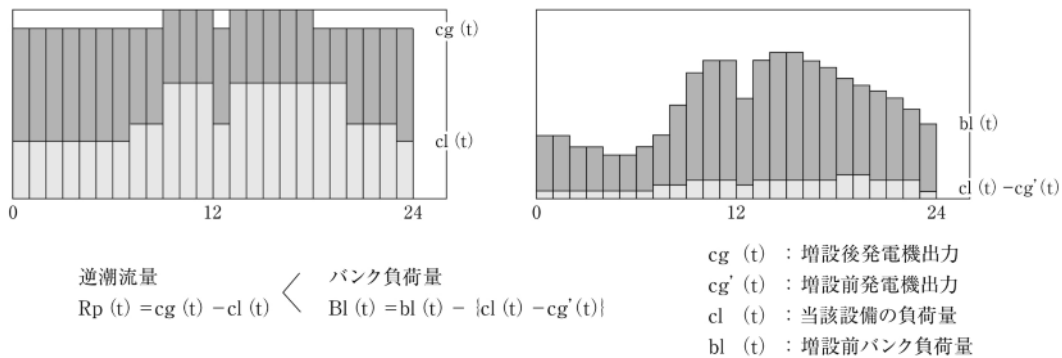 cg (t)
cl (t)
0
12
24
bl (t)
cl (t) −cg'(t)
0
12
24
逆潮流量
Rp (t) =cg (t) −cl (t)
<
バンク負荷量
Bl (t) =bl (t) − {cl (t) −cg'(t)}
cg (t) ：増設後発電機出力
cg' (t) ：増設前発電機出力
cl (t) ：当該設備の負荷量
bl (t) ：増設前バンク負荷量